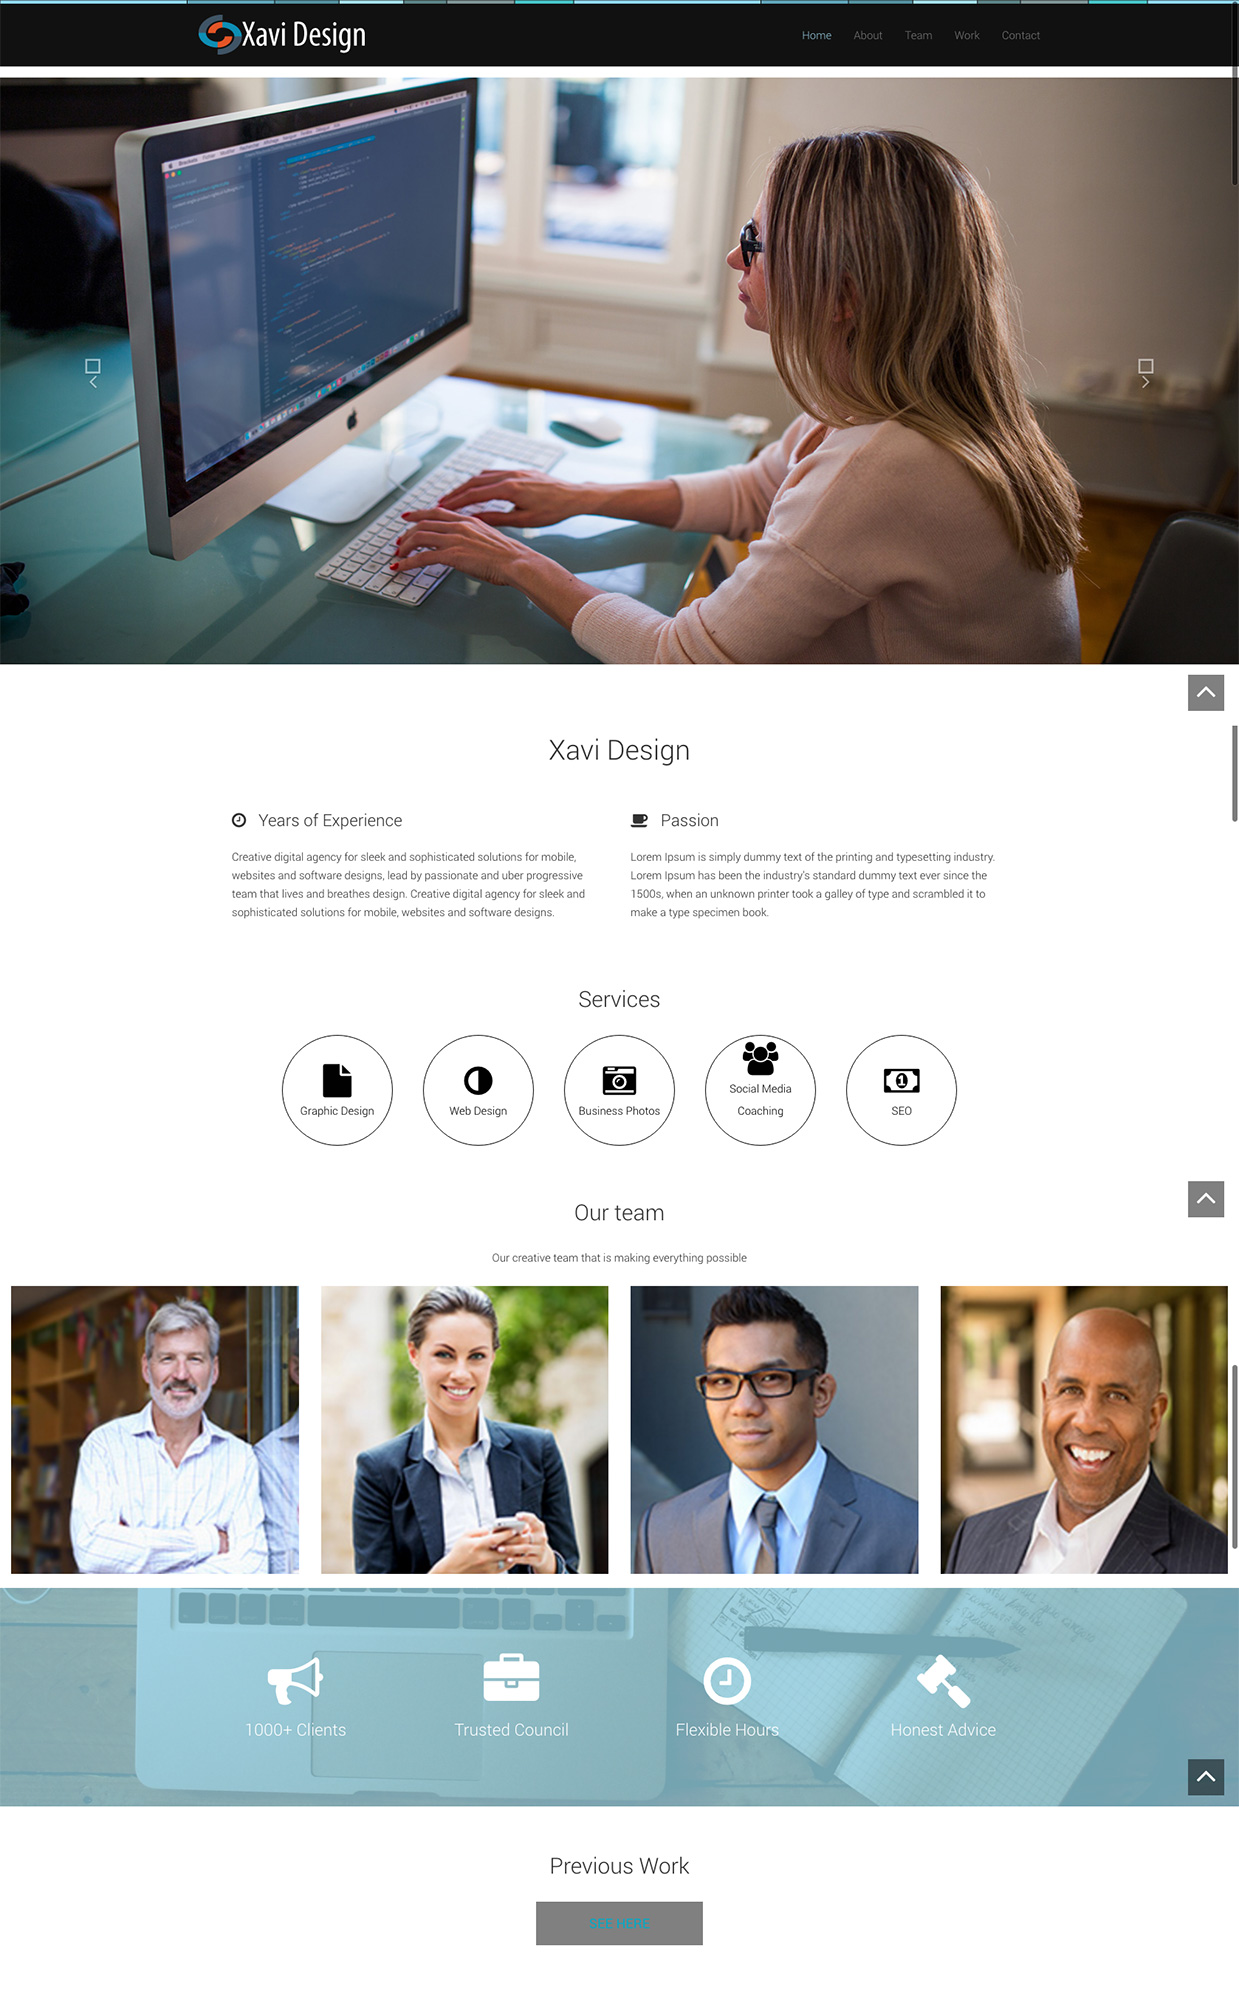 Xavi Design
Home About Team Work Contact
Xavi Design
Years of Experience
Creative digital agency for sleek and sophisticated solutions for mobile,
websites and software designs, lead by passionate and uber progressive
team that lives and breathes design. Creative digital agency for sleek and
sophisticated solutions for mobile, websites and software designs.
Passion
Lorem Ipsum is simply dummy text of the printing and typesetting industry.
Lorem Ipsum has been the industry's standard dummy text ever since the
1500s, when an unknown printer took a galley of type and scrambled it to
make a type specimen book.
Services
Graphic Design
Web Design
Business Photos
Social Media
Coaching
1
SEO
Our team
Our creative team that is making everything possible
1000+ Clients
Trusted Council
Flexible Hours
Honest Advice
Previous Work
SEE HERE